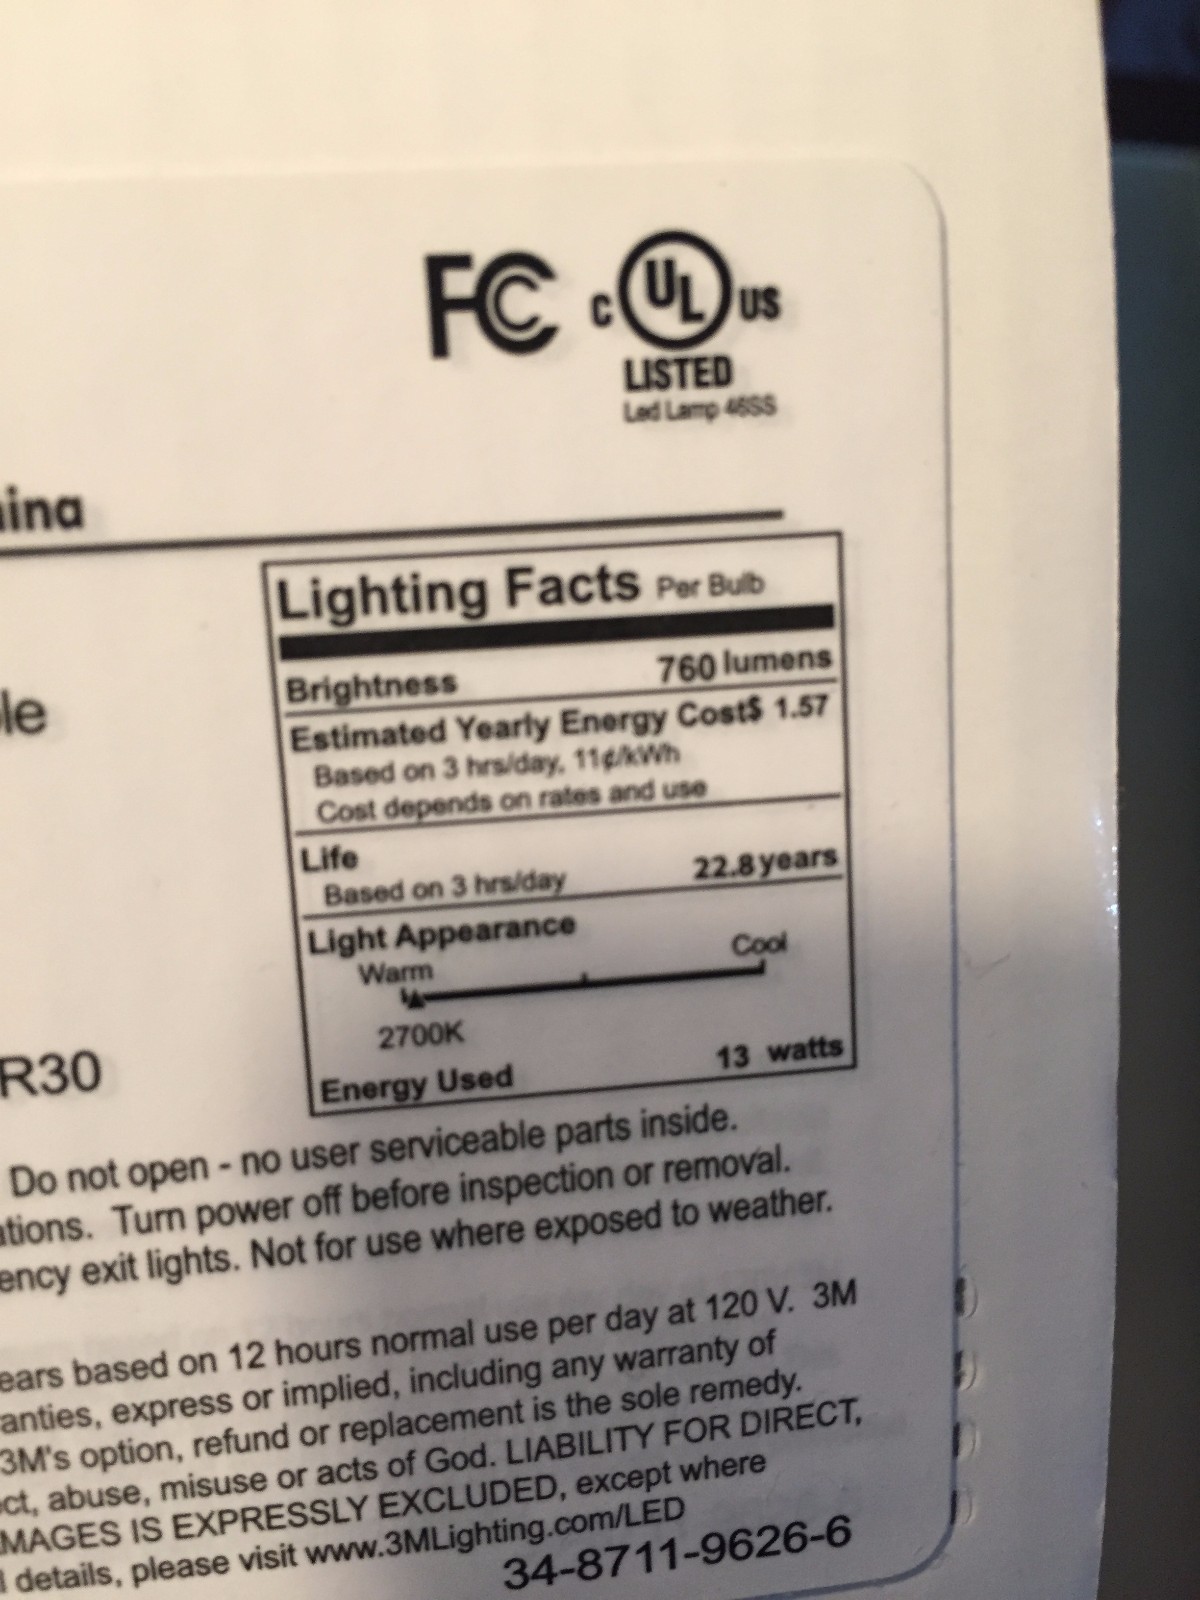 FC
C UL US
LISTED
Led Lamp 46SS
ina
Lighting Facts Per Bulb
Brightness 760 lumens
le
Estimated Yearly Energy Cost$ 1.57
Based on 3 hrs/day, 11¢/kWh
Cost depends on rates and use
Life
Based on 3 hrs/day 22.8 years
Light Appearance
Warm Cool
2700K
R30
Energy Used 13 watts
Do not open - no user serviceable parts inside.
ations. Turn power off before inspection or removal.
ency exit lights. Not for use where exposed to weather.
ears based on 12 hours normal use per day at 120 V. 3M
anties, express or implied, including any warranty of
3M's option, refund or replacement is the sole remedy.
ct, abuse, misuse or acts of God. LIABILITY FOR DIRECT,
MAGES IS EXPRESSLY EXCLUDED, except where
l details, please visit www.3MLighting.com/LED
34-8711-9626-6